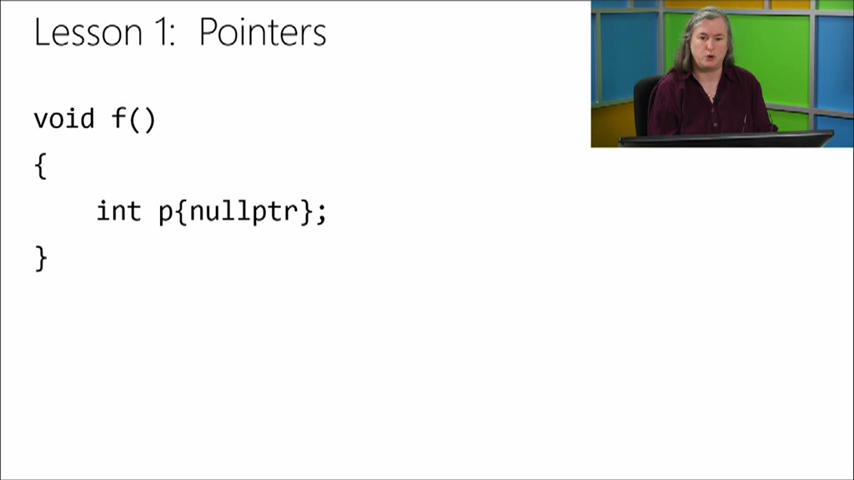 Lesson 1: Pointers
void f()
{
    int p{nullptr};
}